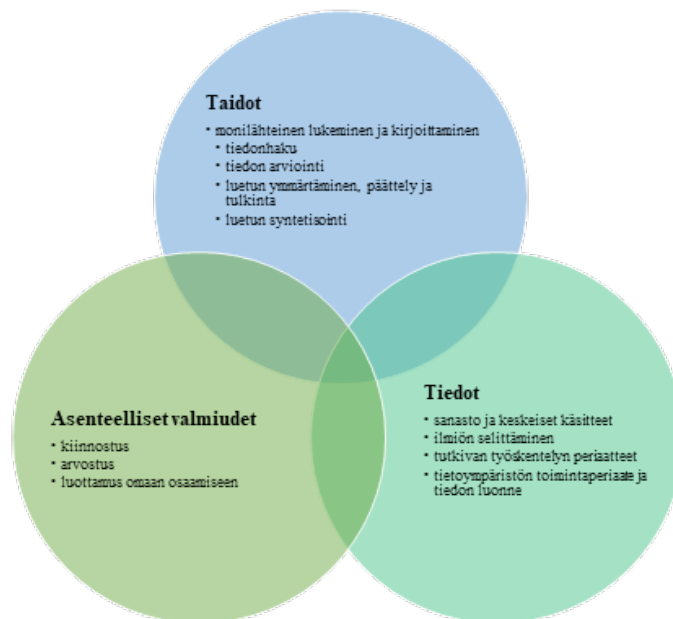 Taidot
• monilähteinen lukeminen ja kirjoittaminen
• tiedonhaku
• tiedon arviointi
• luetun ymmärtäminen, päättely ja
tulkinta
• luetun syntetisointi
Asenteelliset valmiudet
• kiinnostus
• arvostus
• luottamus omaan osaamiseen
Tiedot
• sanasto ja keskeiset käsitteet
• ilmiön selittäminen
• tutkivan työskentelyn periaatteet
• tietoympäristön toimintaperiaate ja
tiedon luonne